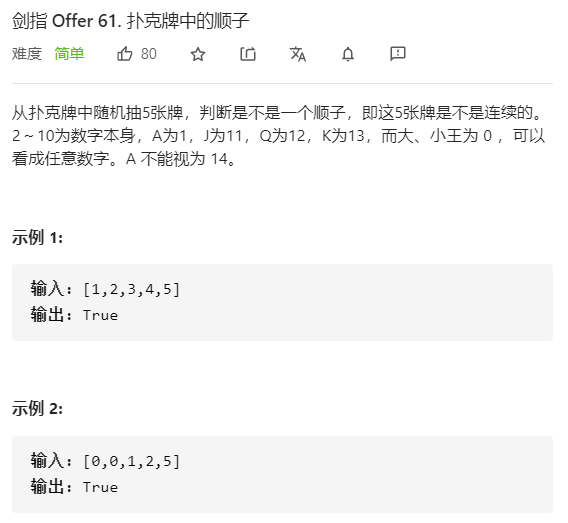 剑指 Offer 61. 扑克牌中的顺子
难度 简单 80
从扑克牌中随机抽5张牌，判断是不是一个顺子，即这5张牌是不是连续的。
2～10为数字本身，A为1，J为11，Q为12，K为13，而大、小王为 0 ，可以
看成任意数字。A 不能视为 14。
示例 1:
输入: [1,2,3,4,5]
输出: True
示例 2:
输入: [0,0,1,2,5]
输出: True